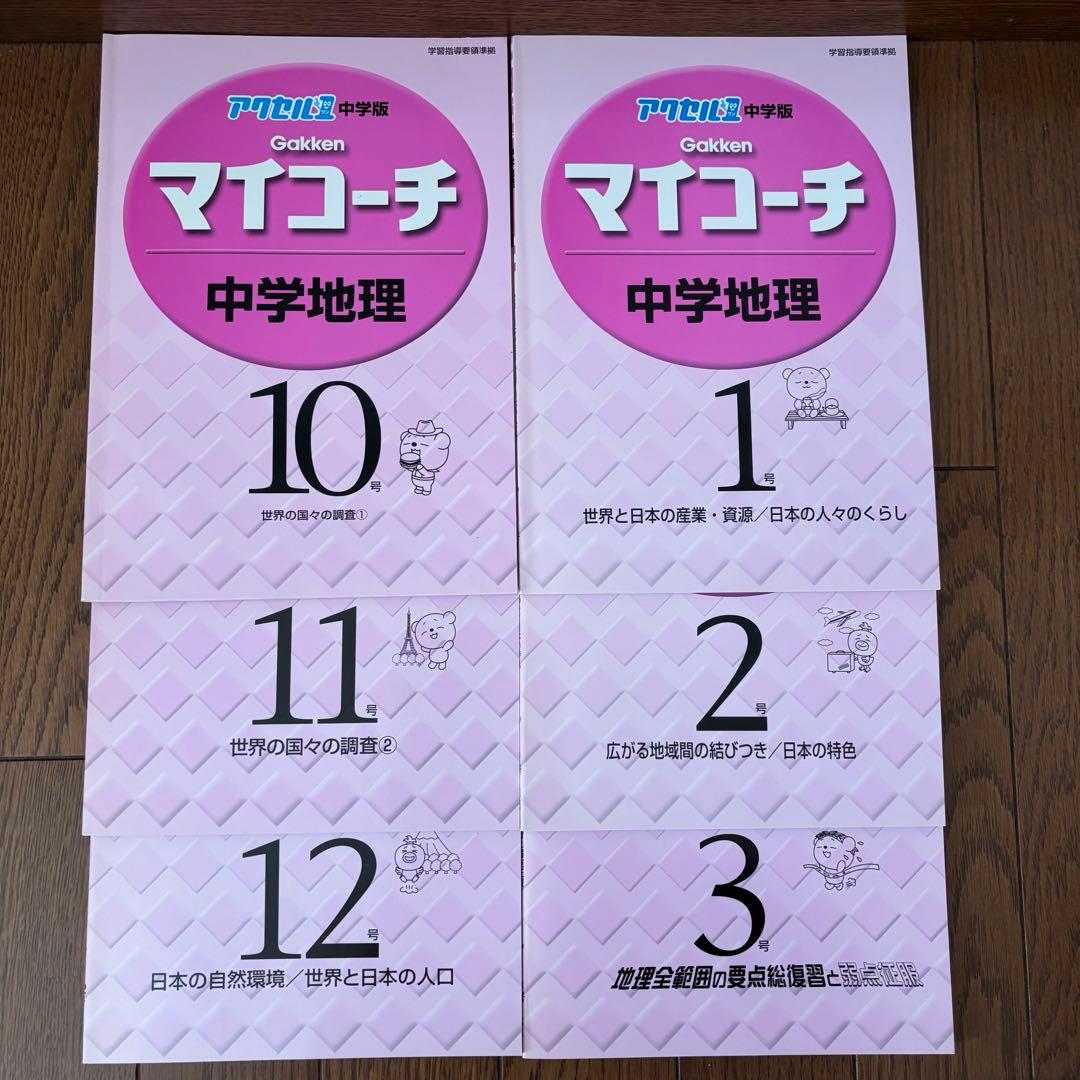 学習指導要領準拠
アクセル1 中学版
Gakken
マイコーチ
中学地理
10号
世界の国々の調査①
11号
世界の国々の調査②
12号
日本の自然環境/世界と日本の人口
学習指導要領準拠
アクセル1 中学版
Gakken
マイコーチ
中学地理
1号
世界と日本の産業・資源/日本の人々のくらし
2号
広がる地域間の結びつき/日本の特色
3号
地理全範囲の要点総復習と弱点征服